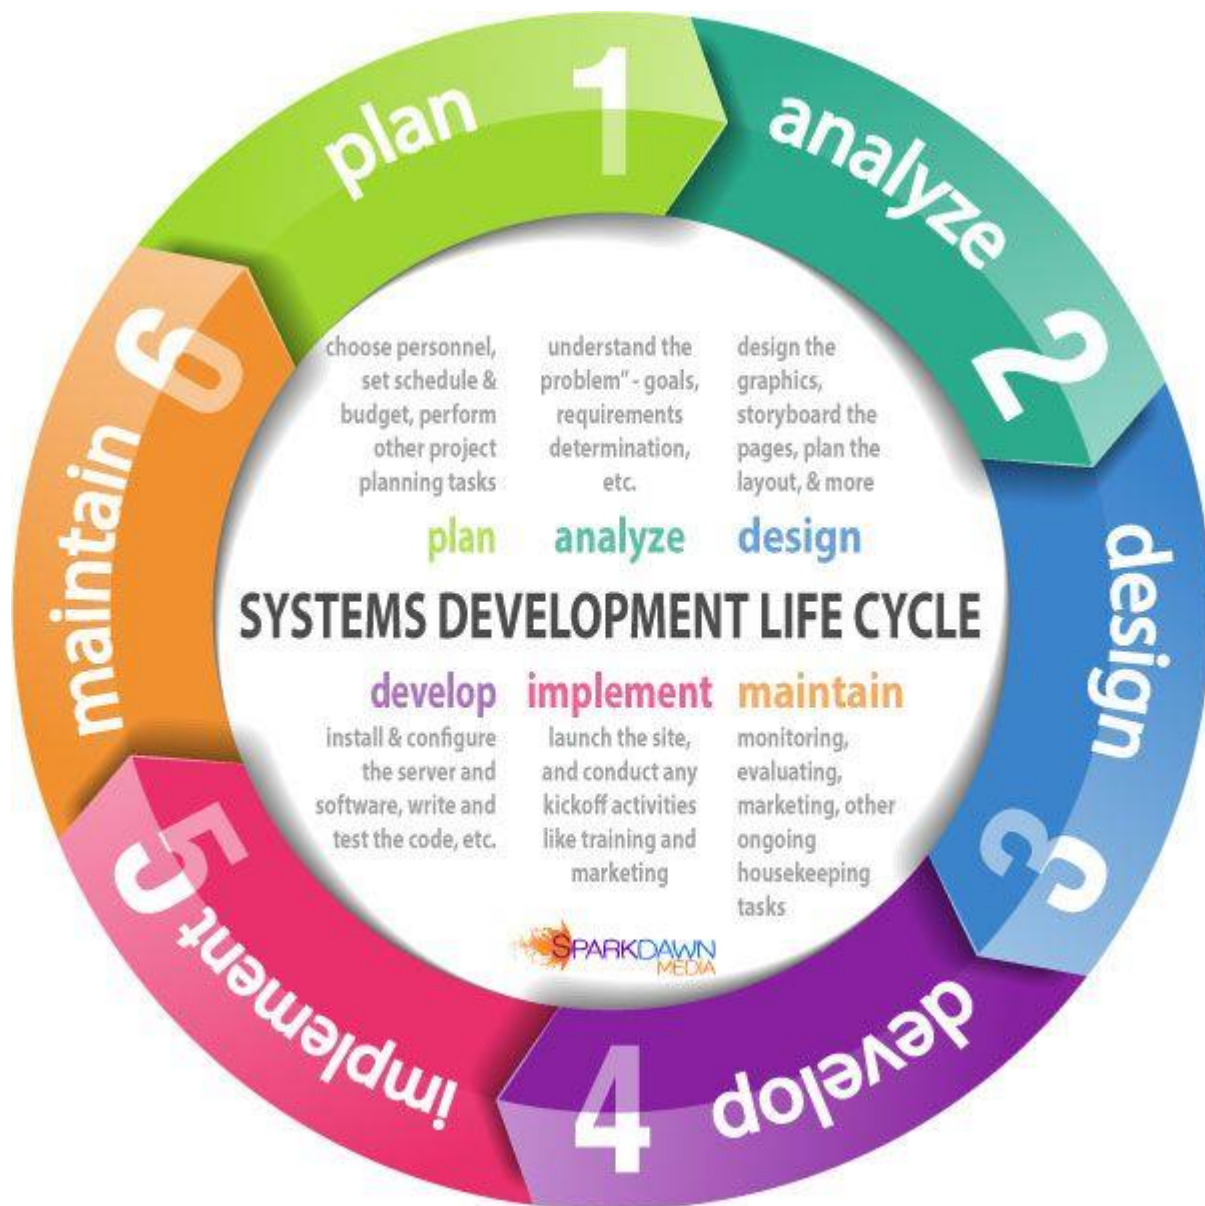 plan 1
analyze 2
design 3
develop 4
implement 5
maintain 6
choose personnel,
set schedule &
budget, perform
other project
planning tasks
plan
understand the
problem" - goals,
requirements
determination,
etc.
analyze
design the
graphics,
storyboard the
pages, plan the
layout, & more
design
SYSTEMS DEVELOPMENT LIFE CYCLE
develop
install & configure
the server and
software, write and
test the code, etc.
implement
launch the site,
and conduct any
kickoff activities
like training and
marketing
maintain
monitoring,
evaluating,
marketing, other
ongoing
housekeeping
tasks
SPARKDAWN
MEDIA